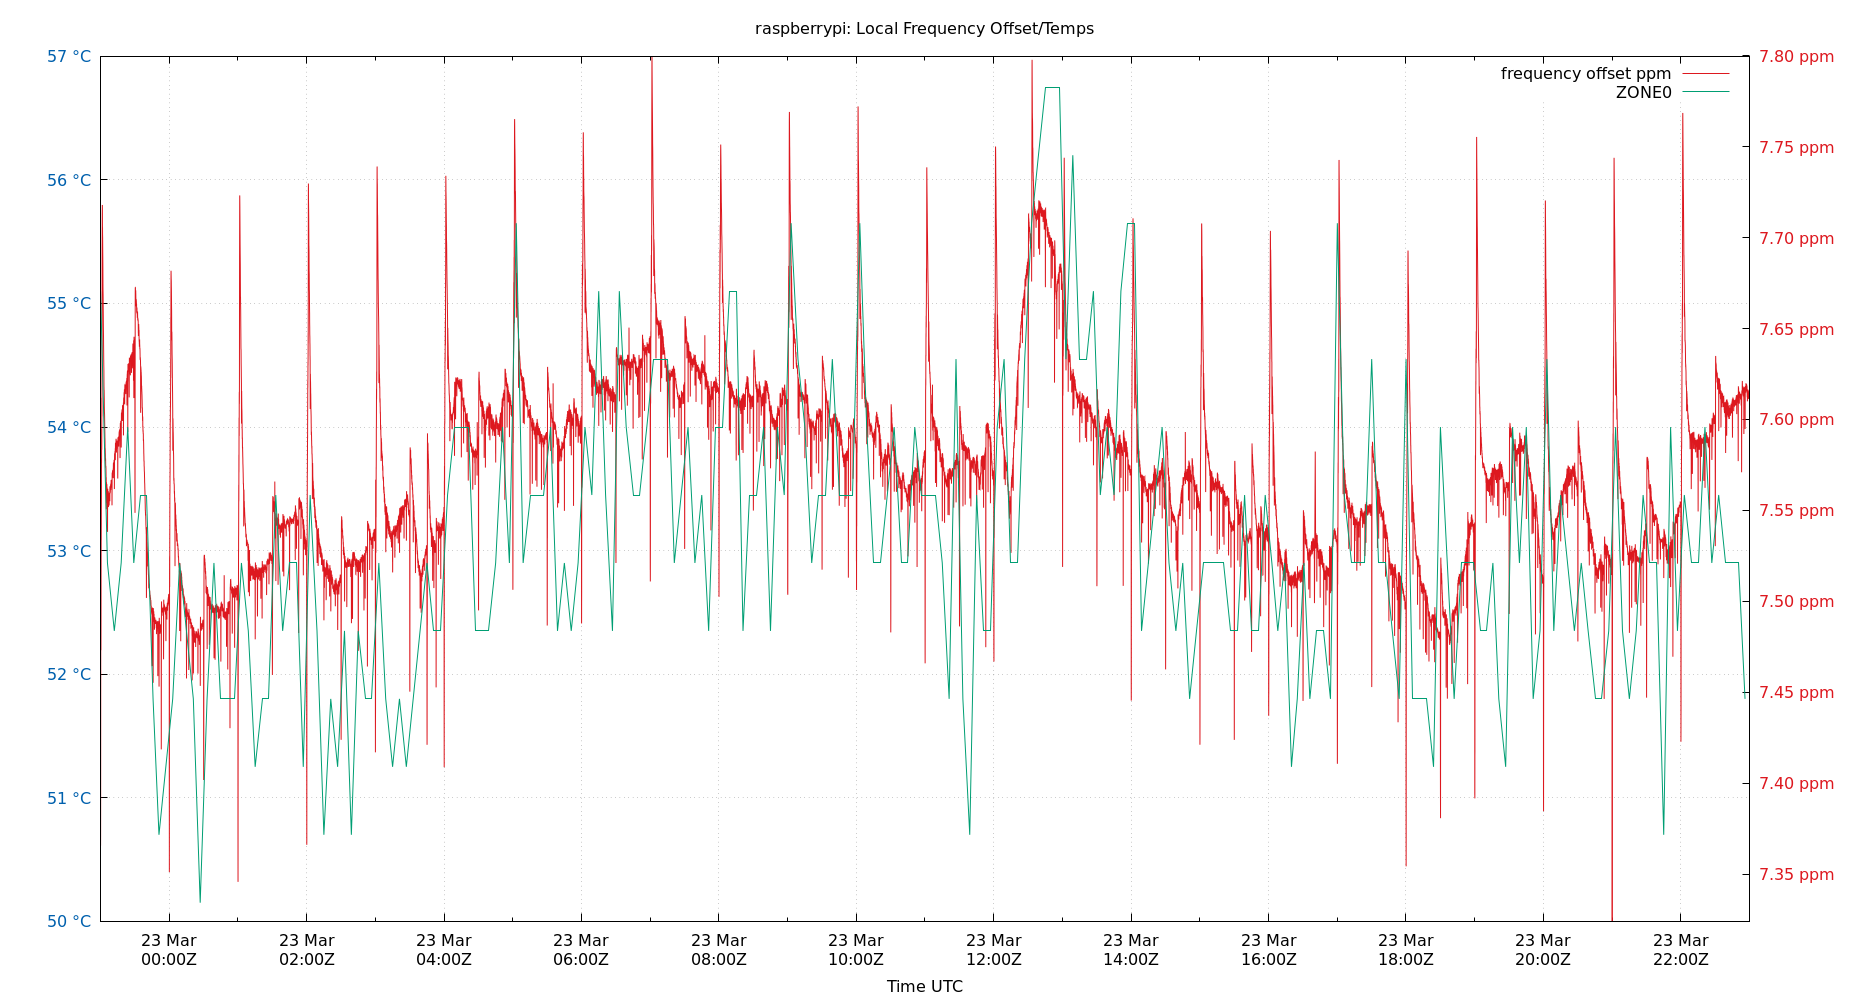 raspberrypi: Local Frequency Offset/Temps
57 °C
56 °C
55 °C
54 °C
53 °C
52 °C
51 °C
50 °C
7.80 ppm
7.75 ppm
7.70 ppm
7.65 ppm
7.60 ppm
7.55 ppm
7.50 ppm
7.45 ppm
7.40 ppm
7.35 ppm
frequency offset ppm
ZONE0
23 Mar 23 Mar 23 Mar 23 Mar 23 Mar 23 Mar 23 Mar 23 Mar 23 Mar 23 Mar 23 Mar 23 Mar
00:00Z 02:00Z 04:00Z 06:00Z 08:00Z 10:00Z 12:00Z 14:00Z 16:00Z 18:00Z 20:00Z 22:00Z
Time UTC